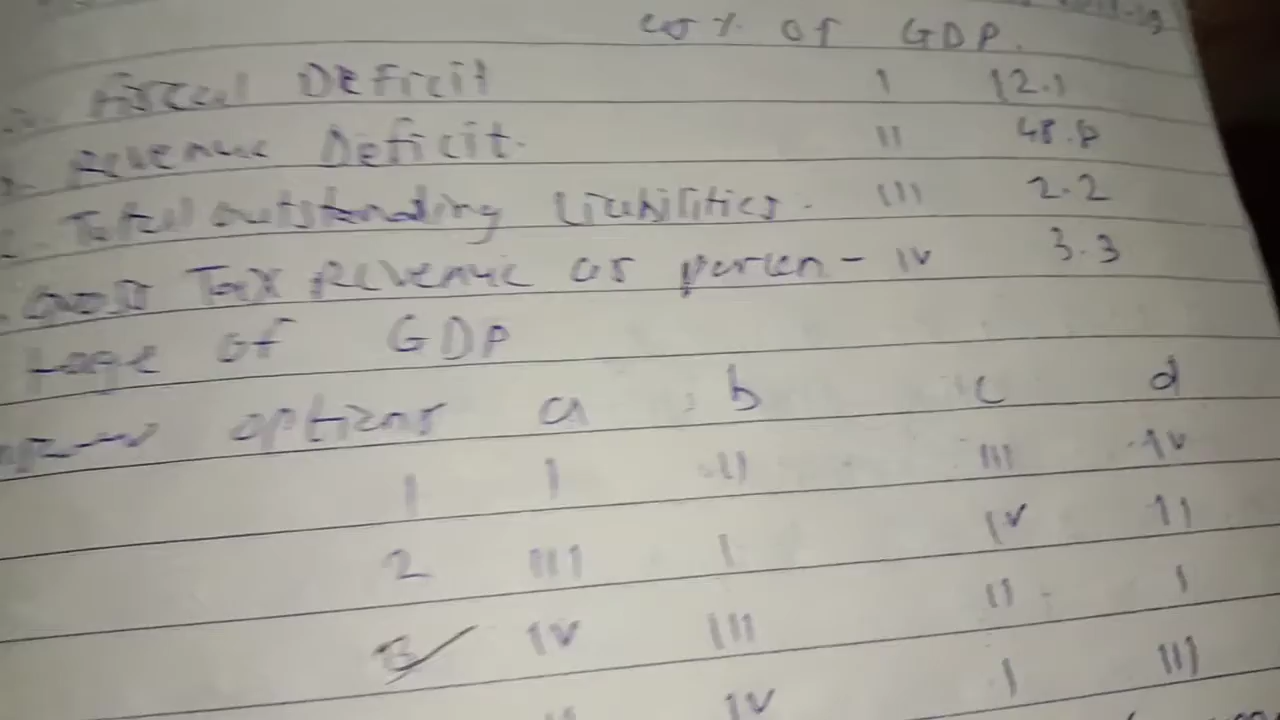 as % of GDP.
Fiscal Deficit I 12.1
Revenue Deficit. II 48.8
Total outstanding Liabilities. III 2.2
Gross Tax Revenue as percen- IV 3.3
tage of GDP
options a b c d
1 I II III IV
2 III I IV II
3 IV III II I
IV I III